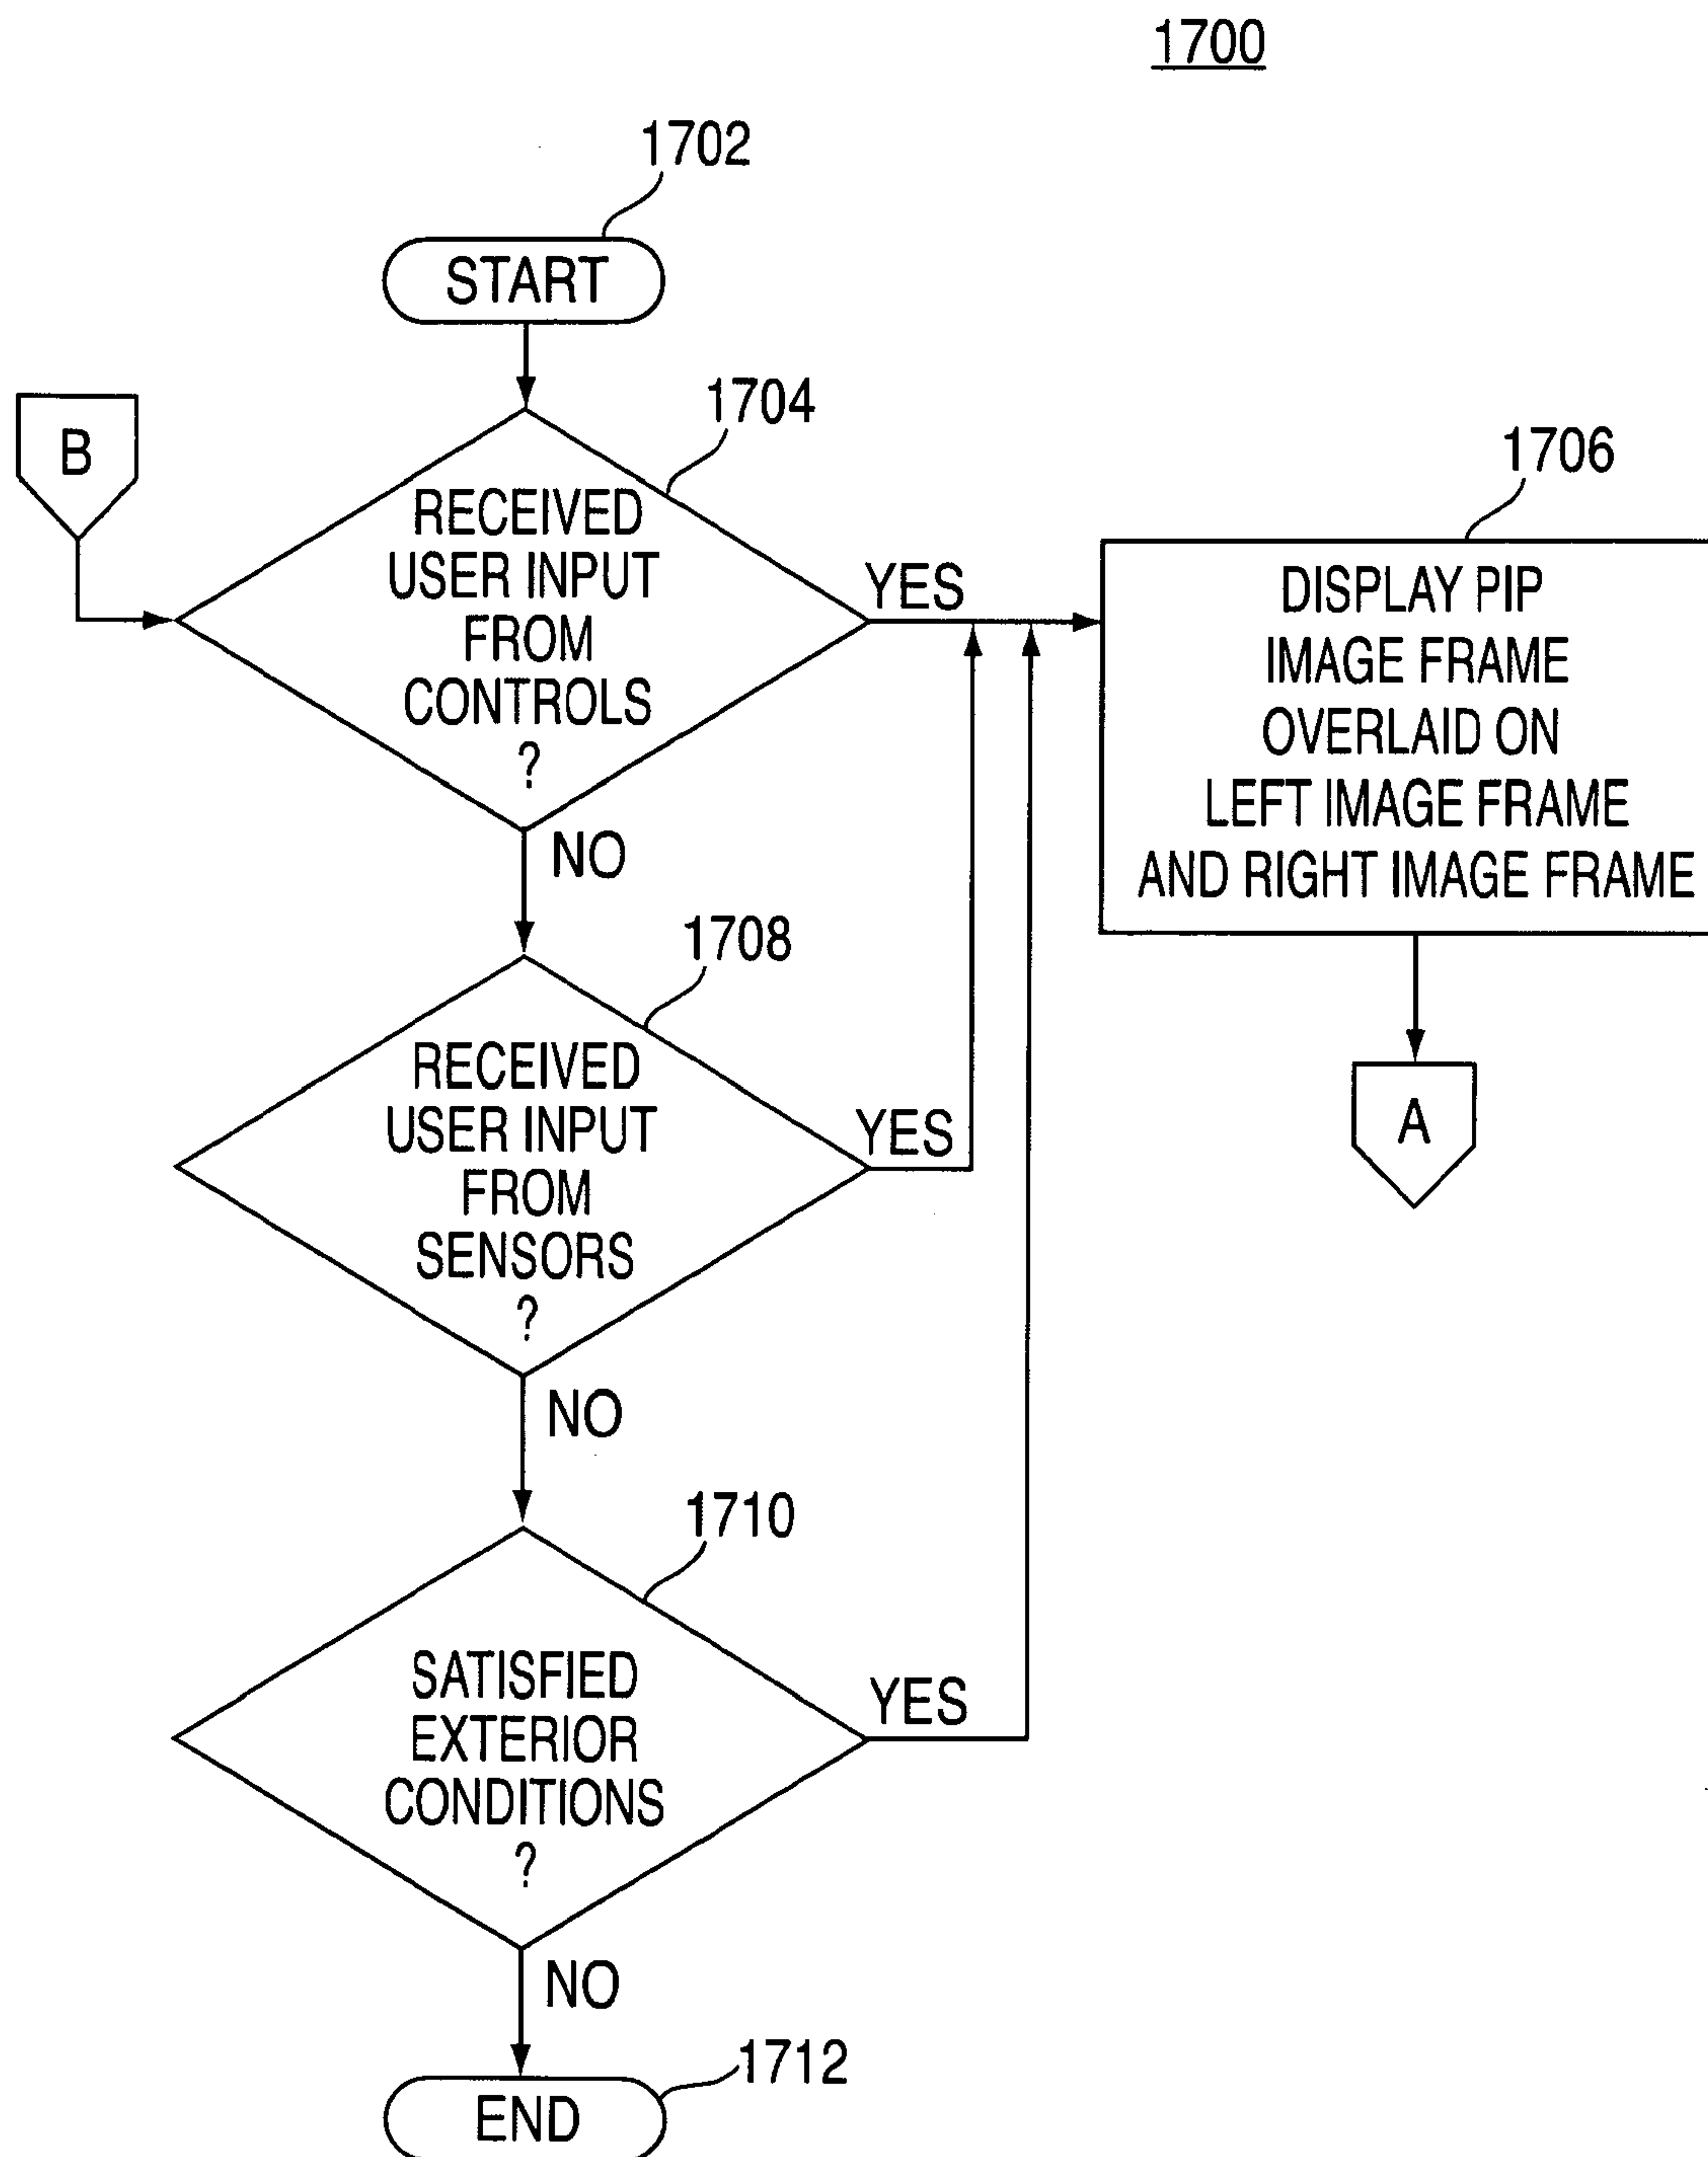 1700
1702
START
B
1704
RECEIVED
USER INPUT
FROM
CONTROLS
?
YES
NO
1706
DISPLAY PIP
IMAGE FRAME
OVERLAID ON
LEFT IMAGE FRAME
AND RIGHT IMAGE FRAME
A
1708
RECEIVED
USER INPUT
FROM
SENSORS
?
YES
NO
1710
SATISFIED
EXTERIOR
CONDITIONS
?
YES
NO
1712
END